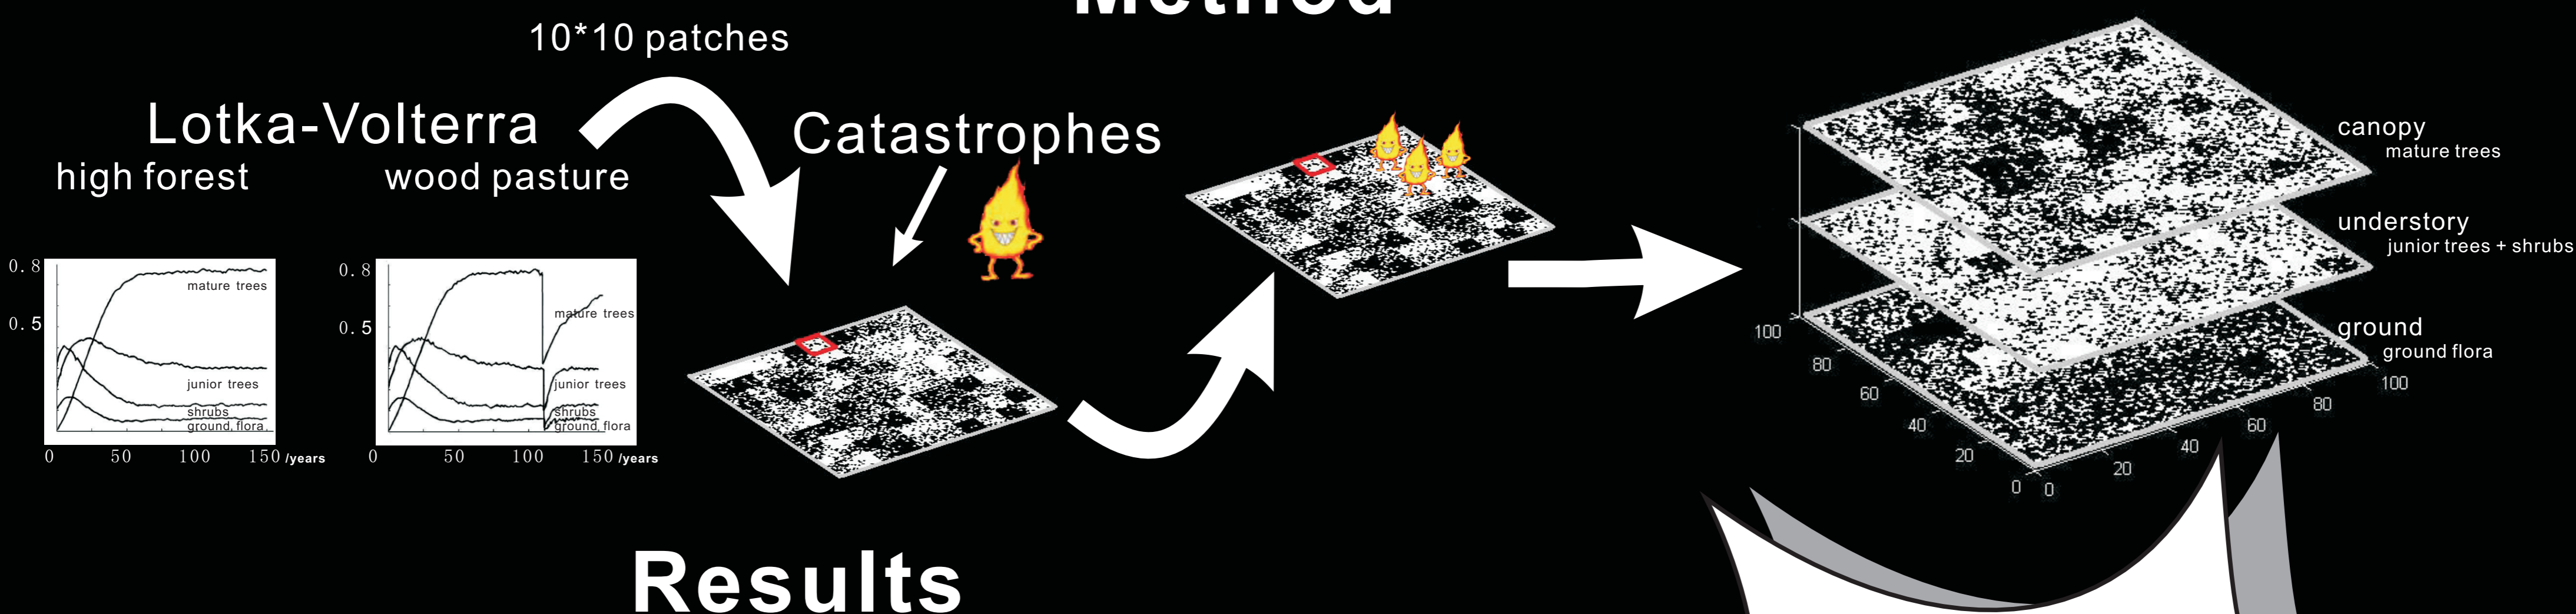 Method
10*10 patches
Lotka-Volterra
high forest
wood pasture
Catastrophes
0.8
0.5
mature trees
junior trees
shrubs
ground flora
0 50 100 150 /years
0.8
0.5
mature trees
junior trees
shrubs
ground flora
0 50 100 150 /years
canopy
mature trees
understory
junior trees + shrubs
ground
ground flora
100
80
60
40
20
0
0
20
40
60
80
100
Results